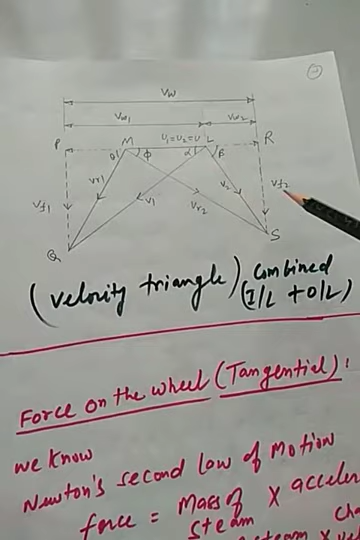 Vw
Vw1 Vw2
P M U1=U2=U L R
θ φ α β
Vf1 Vr1 V1 Vr2 V2 Vf2
Q S
(velocity triangle) combined
(I/L + O/L)
Force on the wheel (Tangential):
we know
Newton's second law of Motion
force = Mass of steam X acceler